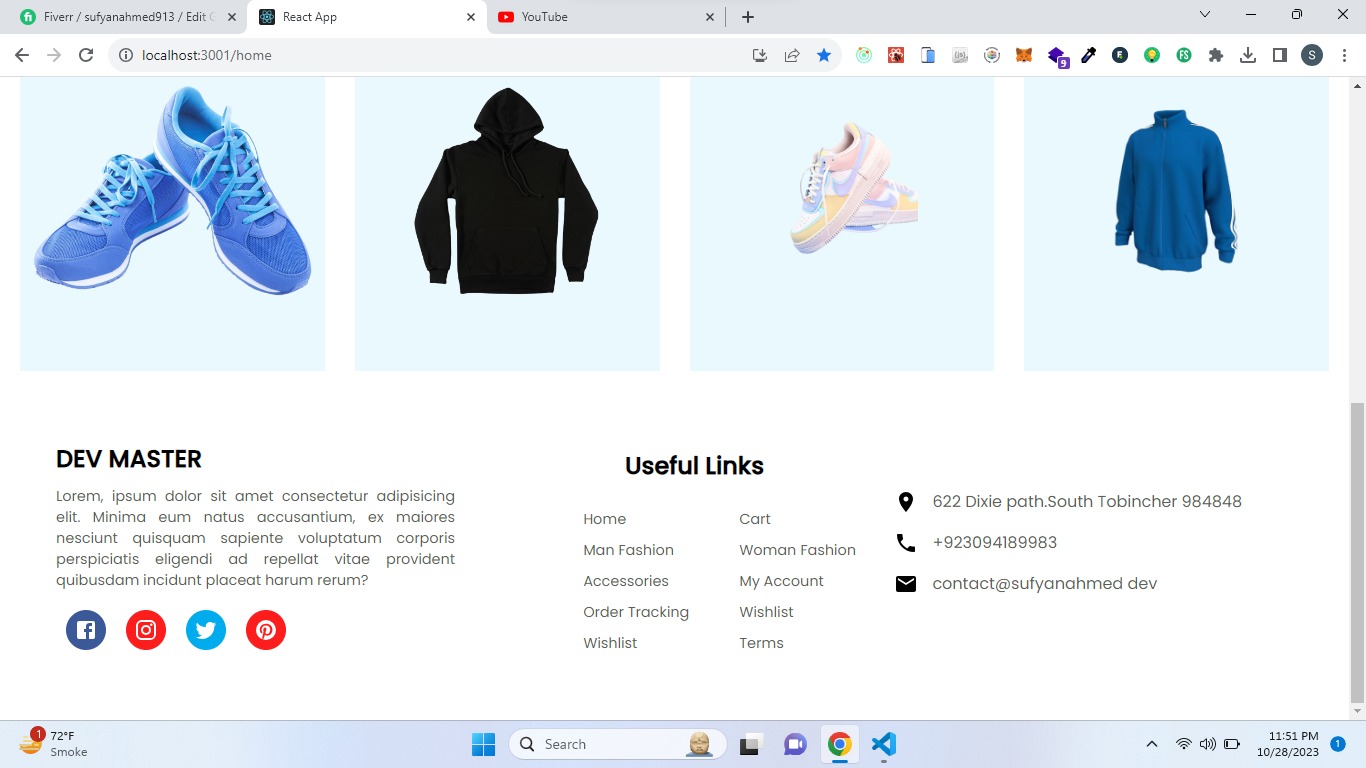 Fiverr / sufyanahmed913 / Edit
React App
YouTube
localhost:3001/home
9
S
DEV MASTER
Lorem, ipsum dolor sit amet consectetur adipisicing
elit. Minima eum natus accusantium, ex maiores
nesciunt quisquam sapiente voluptatum corporis
perspiciatis eligendi ad repellat vitae provident
quibusdam incidunt placeat harum rerum?
Useful Links
Home
Man Fashion
Accessories
Order Tracking
Wishlist
Cart
Woman Fashion
My Account
Wishlist
Terms
622 Dixie path.South Tobincher 984848
+923094189983
contact@sufyanahmed dev
1
72°F
Smoke
Search
11:51 PM
10/28/2023
1